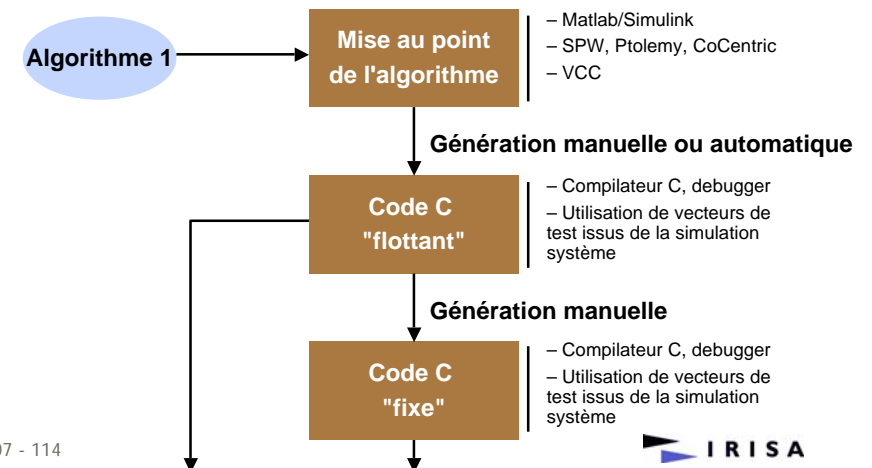 Algorithme 1
Mise au point
de l'algorithme
– Matlab/Simulink
– SPW, Ptolemy, CoCentric
– VCC
Génération manuelle ou automatique
Code C
"flottant"
– Compilateur C, debugger
– Utilisation de vecteurs de
test issus de la simulation
système
Génération manuelle
Code C
"fixe"
– Compilateur C, debugger
– Utilisation de vecteurs de
test issus de la simulation
système
07 - 114
IRISA